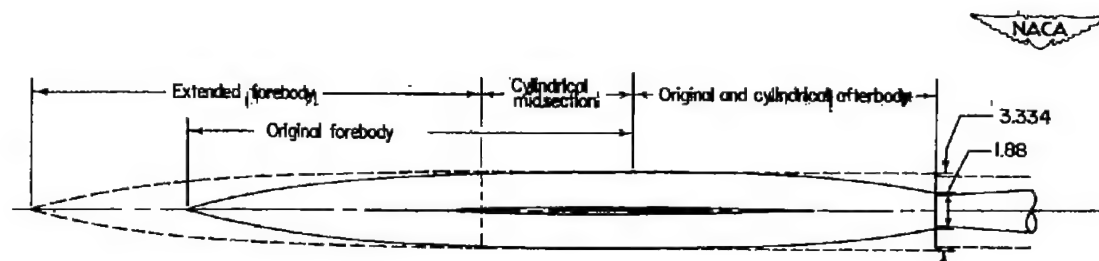 NACA
Extended forebody
Cylindrical
midsection
Original and cylindrical afterbody
Original forebody
3.334
1.88